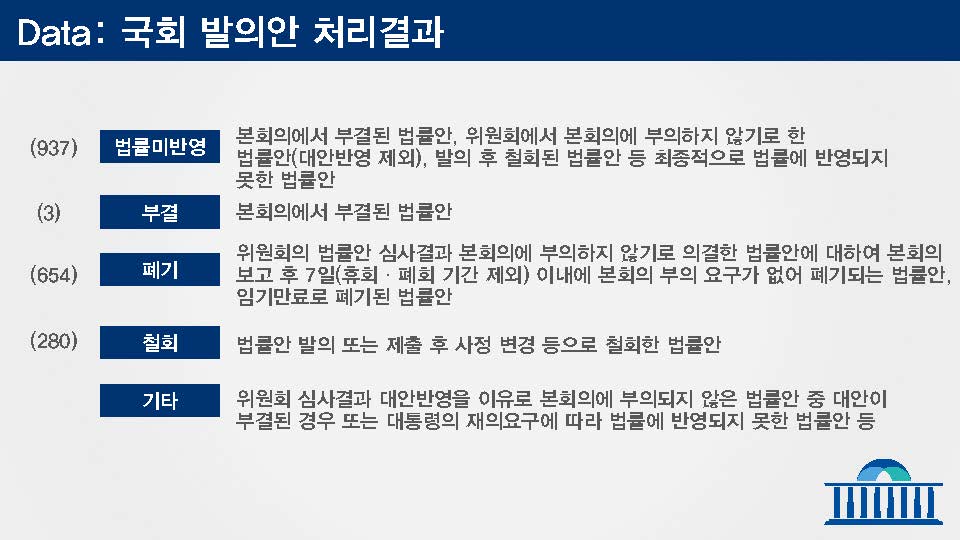 Data: 국회 발의안 처리결과
(937) 법률미반영 본회의에서 부결된 법률안, 위원회에서 본회의에 부의하지 않기로 한
법률안(대안반영 제외), 발의 후 철회된 법률안 등 최종적으로 법률에 반영되지
못한 법률안
(3) 부결 본회의에서 부결된 법률안
위원회의 법률안 심사결과 본회의에 부의하지 않기로 의결한 법률안에 대하여 본회의
(654) 폐기 보고 후 7일(휴회·폐회 기간 제외) 이내에 본회의 부의 요구가 없어 폐기되는 법률안,
임기만료로 폐기된 법률안
(280) 철회 법률안 발의 또는 제출 후 사정 변경 등으로 철회한 법률안
기타 위원회 심사결과 대안반영을 이유로 본회의에 부의되지 않은 법률안 중 대안이
부결된 경우 또는 대통령의 재의요구에 따라 법률에 반영되지 못한 법률안 등